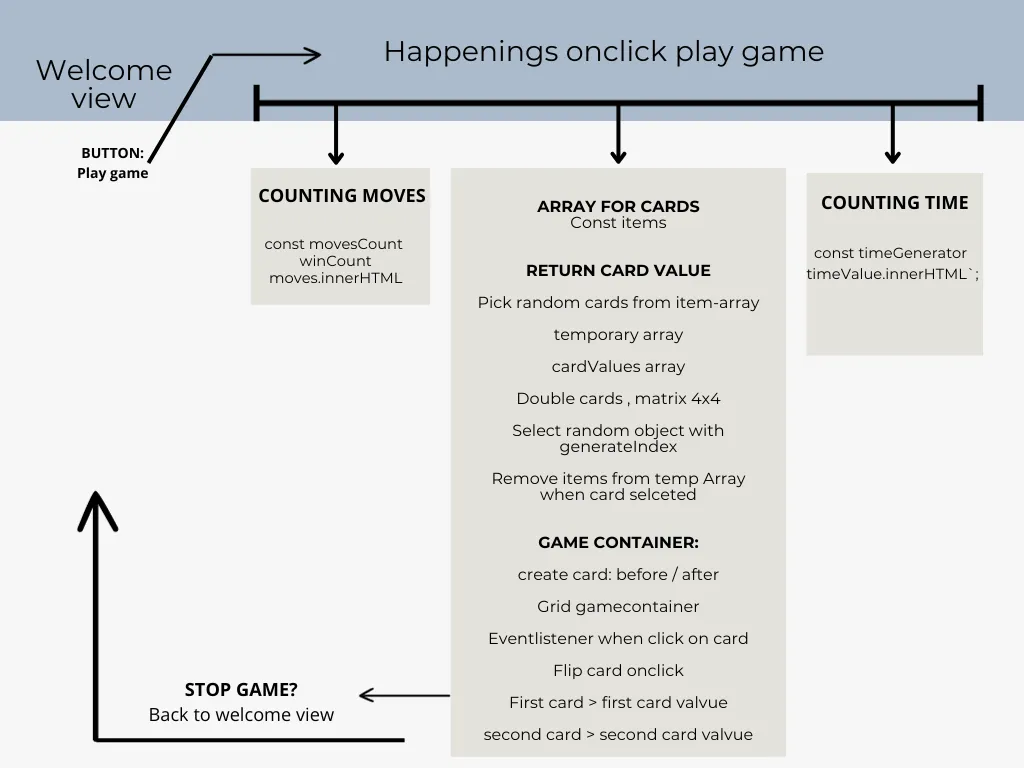 Welcome
view
Happenings onclick play game
BUTTON:
Play game
COUNTING MOVES
const movesCount
winCount
moves.innerHTML
ARRAY FOR CARDS
Const items
RETURN CARD VALUE
Pick random cards from item-array
temporary array
cardValues array
Double cards , matrix 4x4
Select random object with
generateIndex
Remove items from temp Array
when card selceted
GAME CONTAINER:
create card: before / after
Grid gamecontainer
Eventlistener when click on card
Flip card onclick
First card > first card valvue
second card > second card valvue
COUNTING TIME
const timeGenerator
timeValue.innerHTML`;
STOP GAME?
Back to welcome view